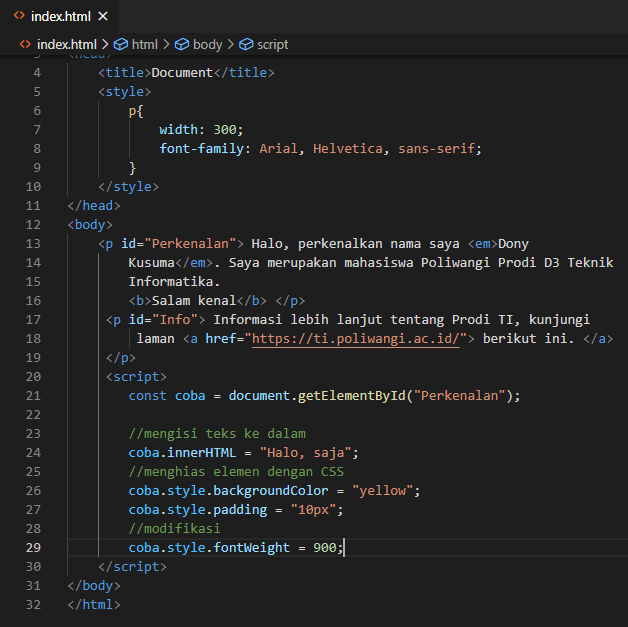 index.html
index.html > html > body > script
3 <head>
4 <title>Document</title>
5 <style>
6 p{
7 width: 300;
8 font-family: Arial, Helvetica, sans-serif;
9 }
10 </style>
11 </head>
12 <body>
13 <p id="Perkenalan"> Halo, perkenalkan nama saya <em>Dony
14 Kusuma</em>. Saya merupakan mahasiswa Poliwangi Prodi D3 Teknik
15 Informatika.
16 <b>Salam kenal</b> </p>
17 <p id="Info"> Informasi lebih lanjut tentang Prodi TI, kunjungi
18 laman <a href="https://ti.poliwangi.ac.id/"> berikut ini. </a>
19 </p>
20 <script>
21 const coba = document.getElementById("Perkenalan");
22
23 //mengisi teks ke dalam
24 coba.innerHTML = "Halo, saja";
25 //menghias elemen dengan CSS
26 coba.style.backgroundColor = "yellow";
27 coba.style.padding = "10px";
28 //modifikasi
29 coba.style.fontWeight = 900;
30 </script>
31 </body>
32 </html>